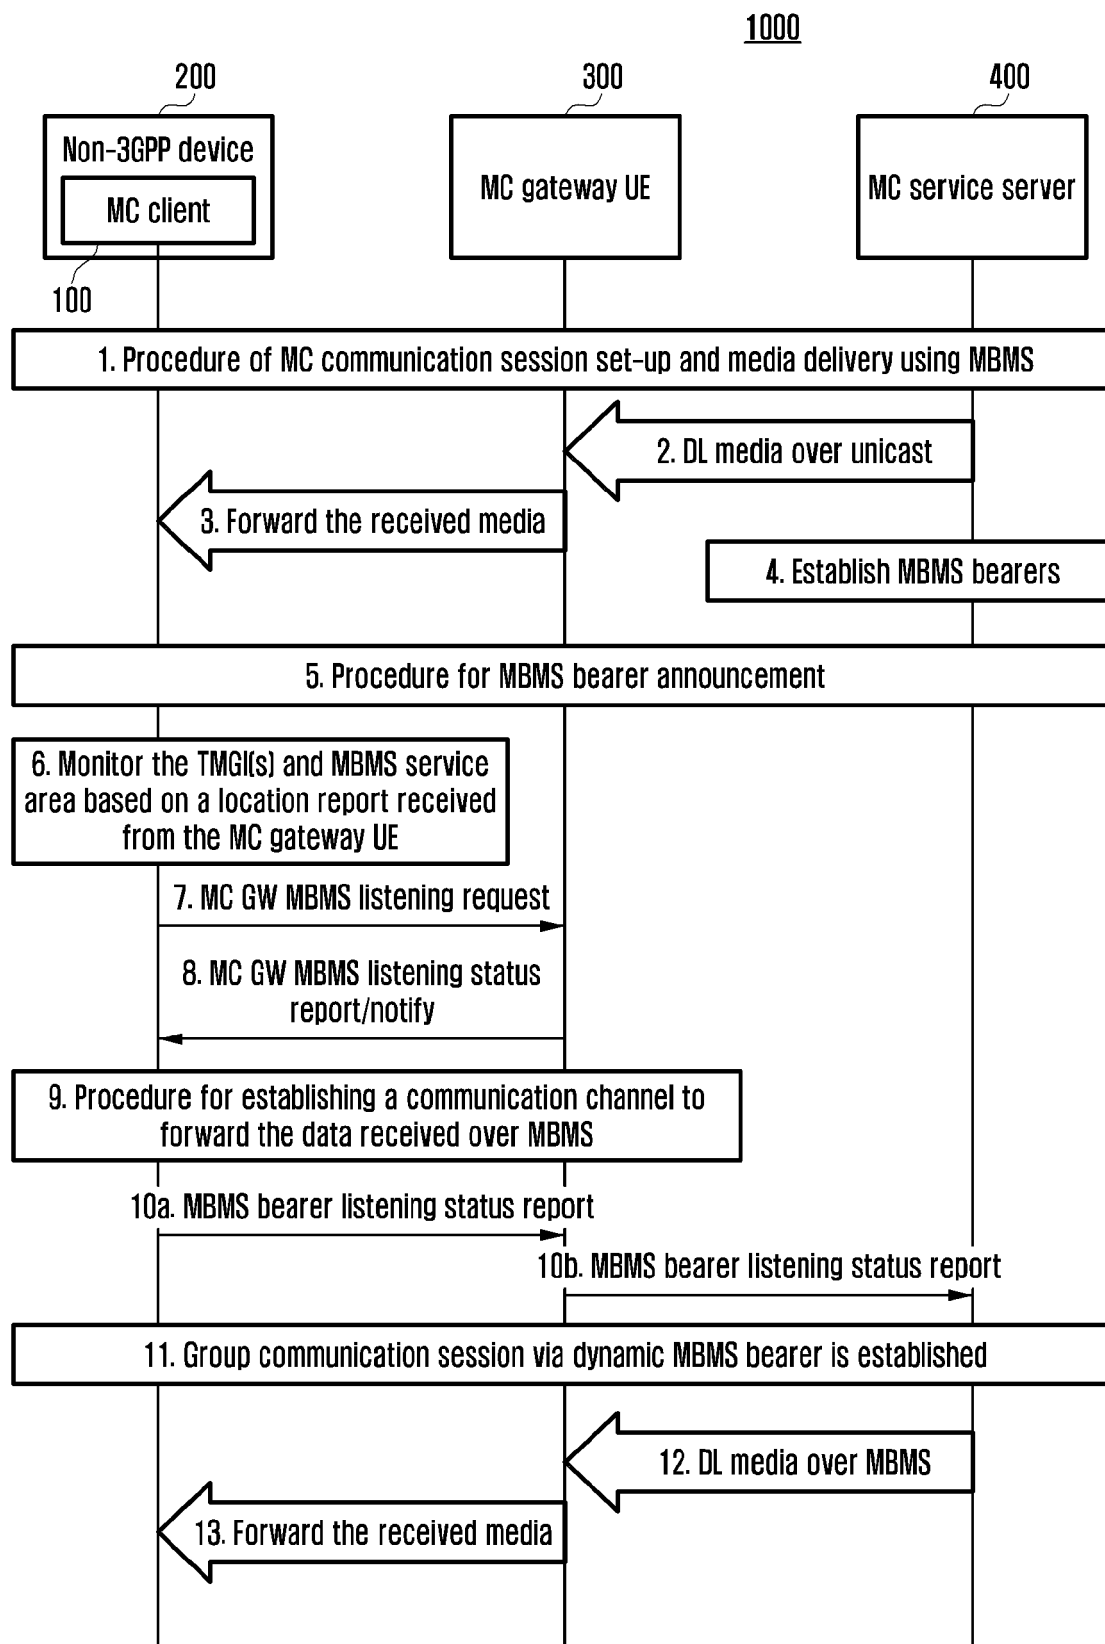 1000
200
300
400
Non-3GPP device
MC client
MC gateway UE
MC service server
100
1. Procedure of MC communication session set-up and media delivery using MBMS
2. DL media over unicast
3. Forward the received media
4. Establish MBMS bearers
5. Procedure for MBMS bearer announcement
6. Monitor the TMGI(s) and MBMS service
area based on a location report received
from the MC gateway UE
7. MC GW MBMS listening request
8. MC GW MBMS listening status
report/notify
9. Procedure for establishing a communication channel to
forward the data received over MBMS
10a. MBMS bearer listening status report
10b. MBMS bearer listening status report
11. Group communication session via dynamic MBMS bearer is established
12. DL media over MBMS
13. Forward the received media